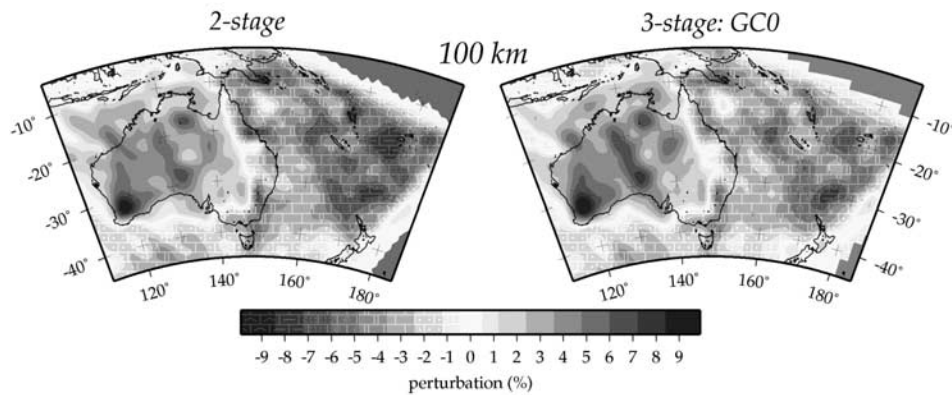 2-stage
3-stage: GC0
100 km
-10° -10°
-20° -20°
-30° -30°
-40° -40°
120° 140° 160° 180° 120° 140° 160° 180°
-9 -8 -7 -6 -5 -4 -3 -2 -1 0 1 2 3 4 5 6 7 8 9
perturbation (%)